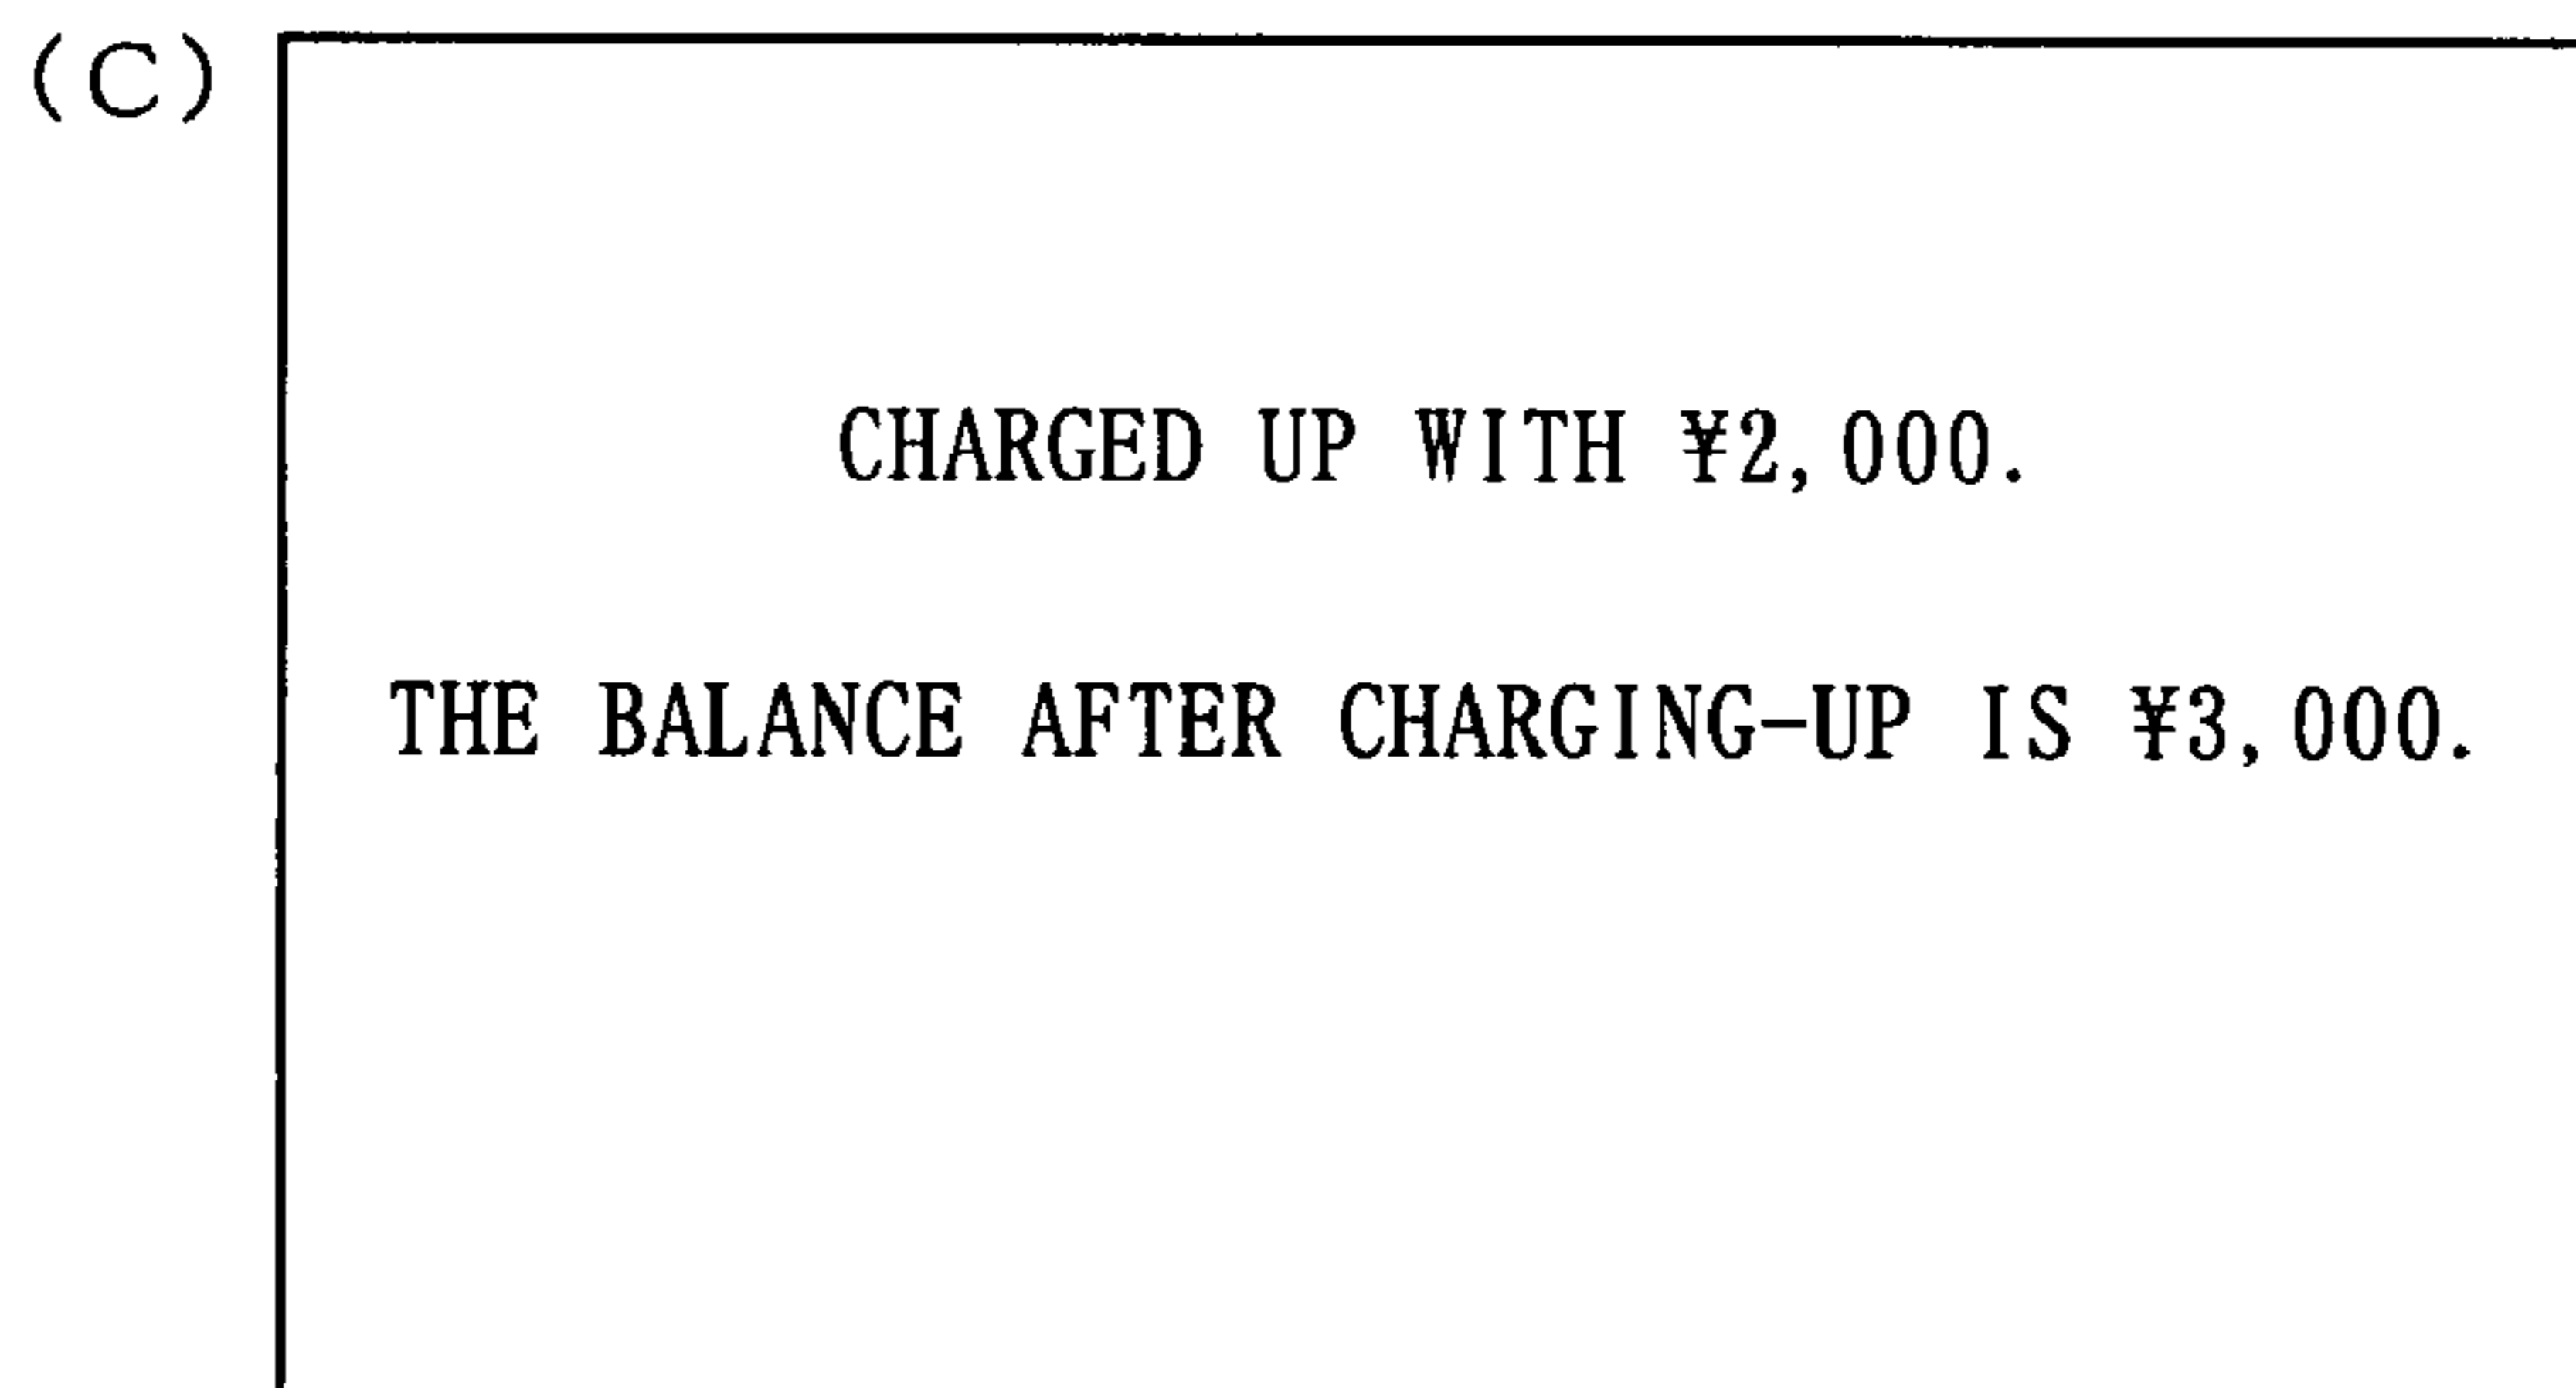 (C)
CHARGED UP WITH ¥2,000.
THE BALANCE AFTER CHARGING-UP IS ¥3,000.